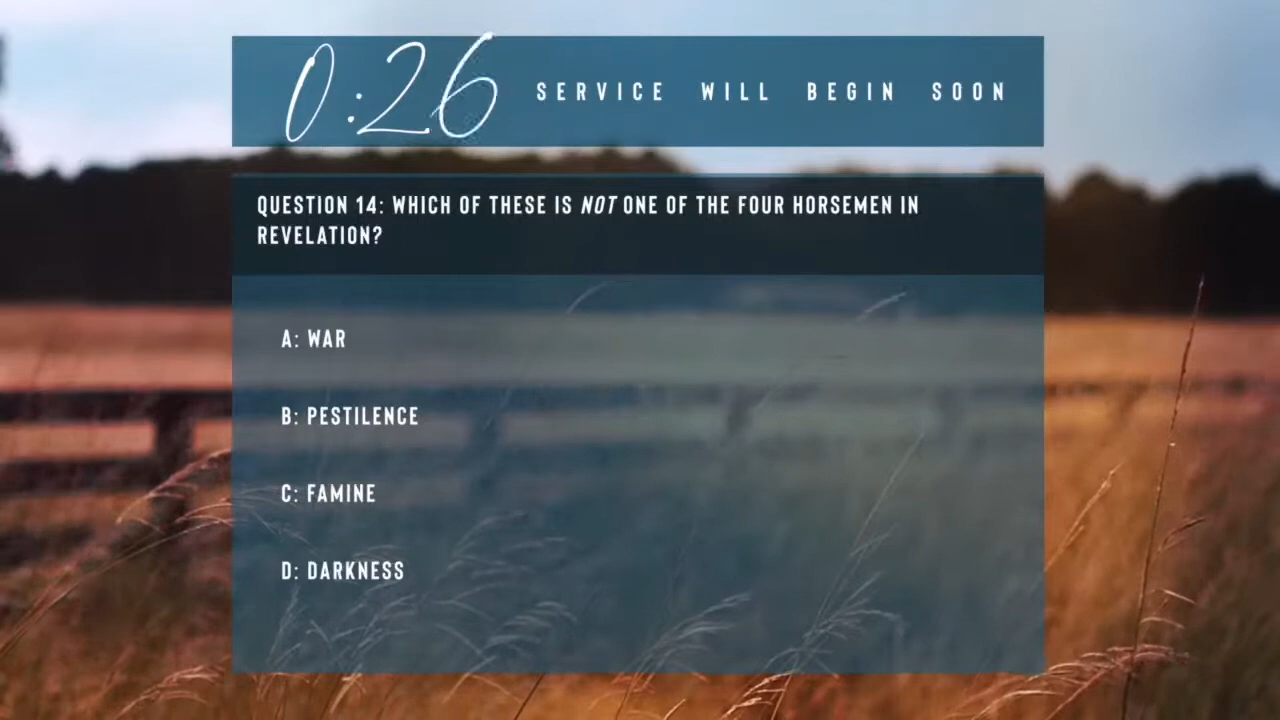 0:26 SERVICE WILL BEGIN SOON
QUESTION 14: WHICH OF THESE IS NOT ONE OF THE FOUR HORSEMEN IN
REVELATION?
A: WAR
B: PESTILENCE
C: FAMINE
D: DARKNESS